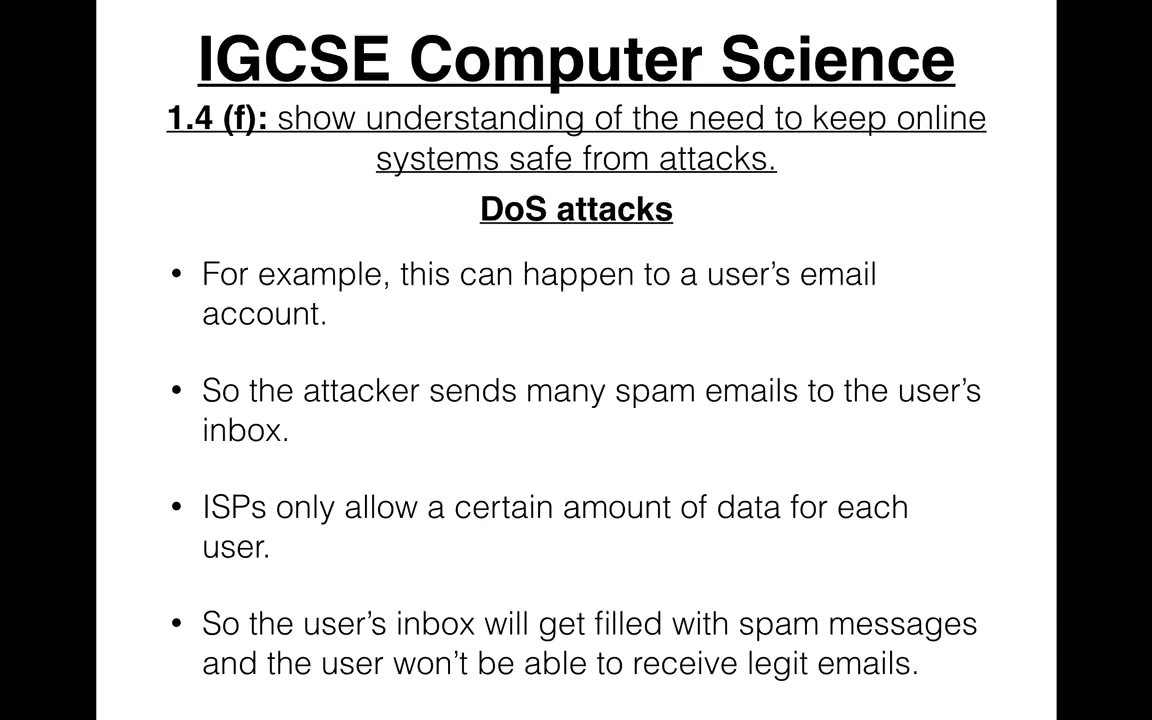 IGCSE Computer Science
1.4 (f): show understanding of the need to keep online
systems safe from attacks.
DoS attacks
• For example, this can happen to a user’s email
account.
• So the attacker sends many spam emails to the user’s
inbox.
• ISPs only allow a certain amount of data for each
user.
• So the user’s inbox will get filled with spam messages
and the user won’t be able to receive legit emails.